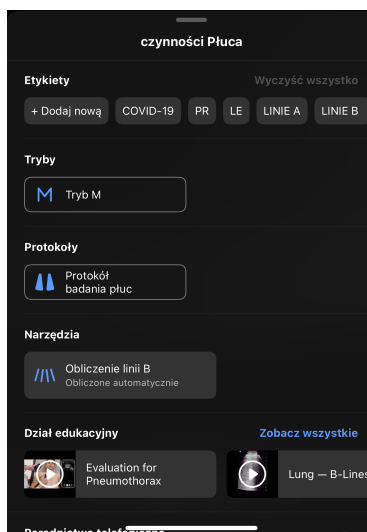 czynności Płuca
Etykiety Wyczyść wszystko
+ Dodaj nową COVID-19 PR LE LINIE A LINIE B
Tryby
Tryb M
Protokoły
Protokół
badania płuc
Narzędzia
Obliczenie linii B
Obliczone automatycznie
Dział edukacyjny Zobacz wszystkie
Evaluation for
Pneumothorax
Lung — B-Lines